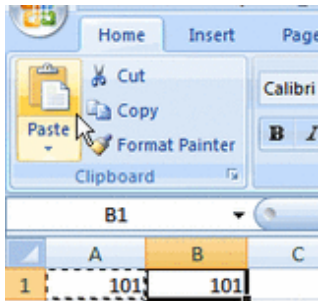 Home Insert Page
Cut
Copy
Paste
Format Painter
Calibri
B I
Clipboard
B1
A B C
1 101 101